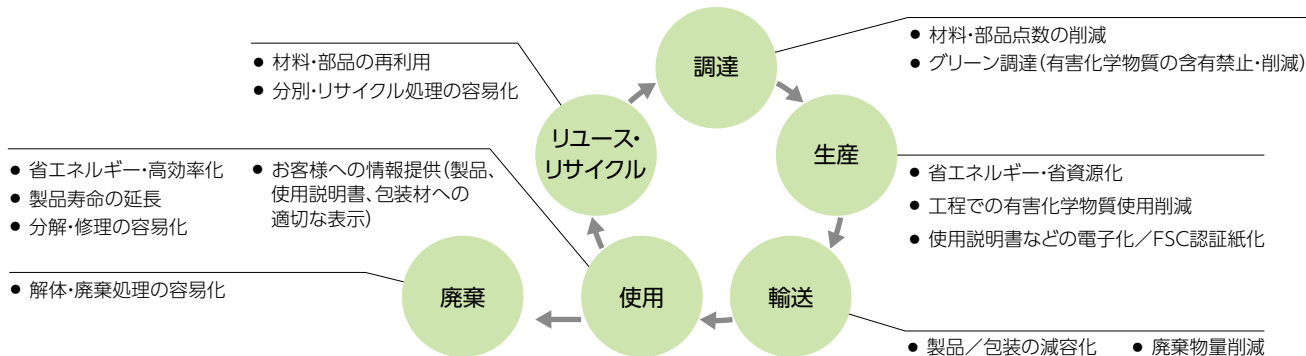 調達
● 材料・部品点数の削減
● グリーン調達(有害化学物質の含有禁止・削減)
● 材料・部品の再利用
● 分別・リサイクル処理の容易化
リユース・
リサイクル
生産
● 省エネルギー・省資源化
● 工程での有害化学物質使用削減
● 使用説明書などの電子化／FSC認証紙化
● 省エネルギー・高効率化
● 製品寿命の延長
● 分解・修理の容易化
● お客様への情報提供(製品、
使用説明書、包装材への
適切な表示)
● 解体・廃棄処理の容易化
廃棄
使用
輸送
● 製品／包装の減容化
● 廃棄物量削減